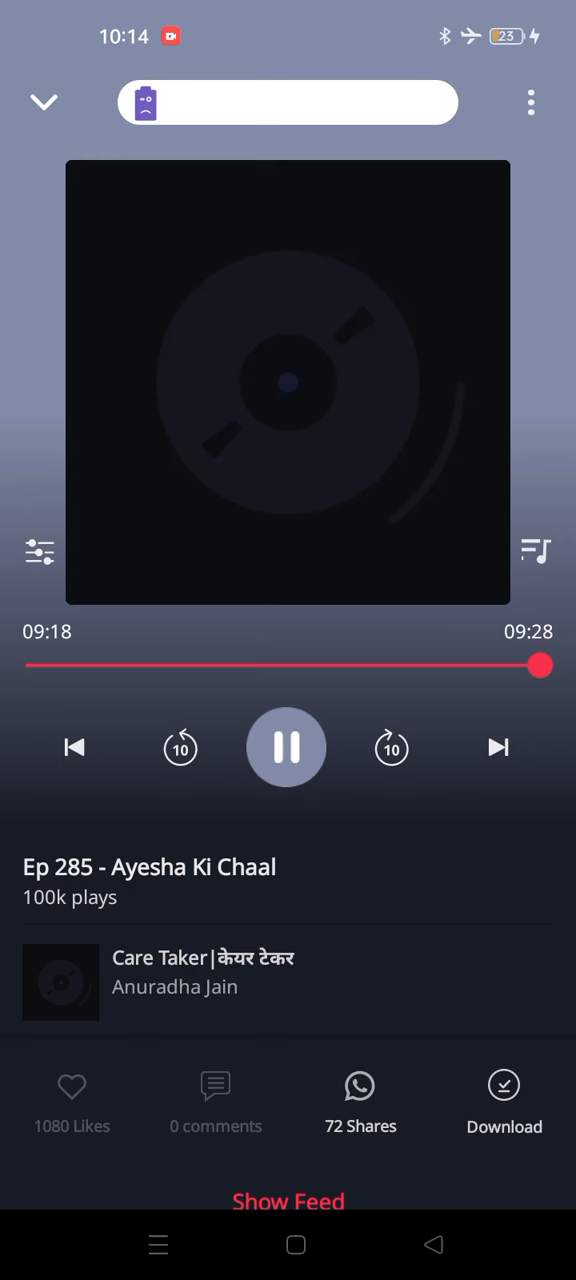 10:14
23
09:18
09:28
10
10
Ep 285 - Ayesha Ki Chaal
100k plays
Care Taker|केयर टेकर
Anuradha Jain
1080 Likes
0 comments
72 Shares
Download
Show Feed